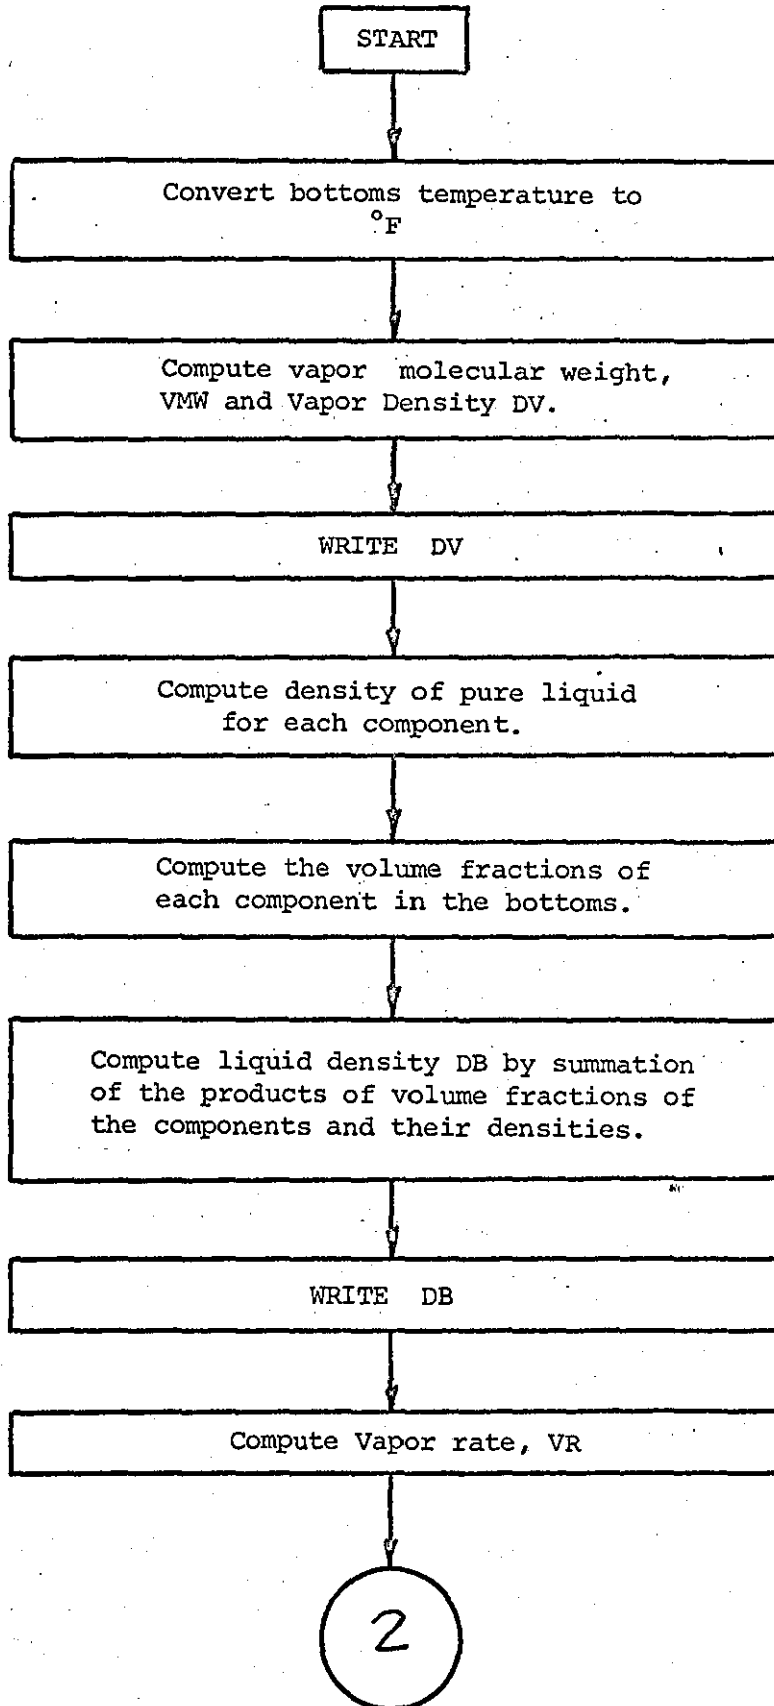 START
Convert bottoms temperature to
°F
Compute vapor molecular weight,
VMW and Vapor Density DV.
WRITE DV
Compute density of pure liquid
for each component.
Compute the volume fractions of
each component in the bottoms.
Compute liquid density DB by summation
of the products of volume fractions of
the components and their densities.
WRITE DB
Compute Vapor rate, VR
2